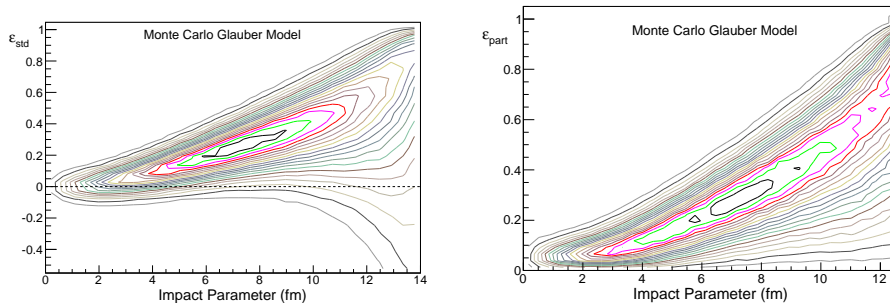 ε_std
Monte Carlo Glauber Model
1
0.8
0.6
0.4
0.2
0
-0.2
-0.4
0 2 4 6 8 10 12 14
Impact Parameter (fm)
ε_part
Monte Carlo Glauber Model
1
0.8
0.6
0.4
0.2
0
0 2 4 6 8 10 12
Impact Parameter (fm)